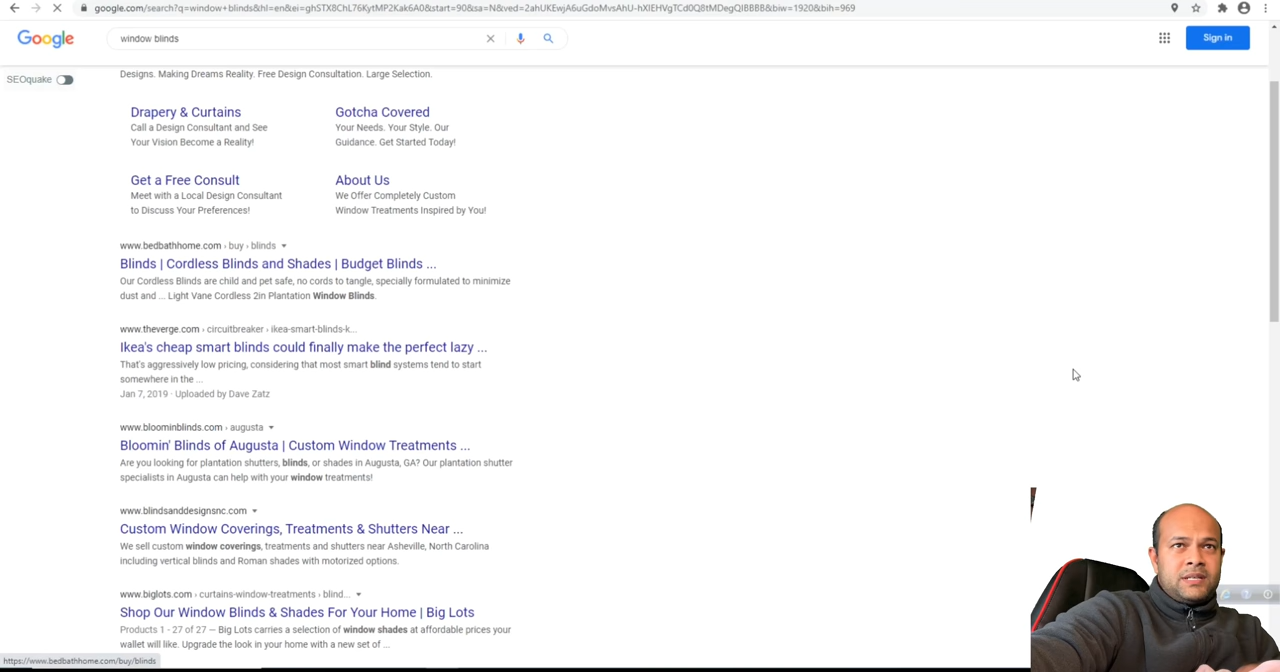 google.com/search?q=window+blinds&hl=en&ei=ghSTX8ChL76KytMP2Kak6A0&start=90&sa=N&ved=2ahUKEwjA6uGdoMvsAhU-hXIEHVgTCd0Q8tMDegQIBBBB&biw=1920&bih=969
Google
window blinds
Sign in
SEOquake
Designs. Making Dreams Reality. Free Design Consultation. Large Selection.
Drapery & Curtains
Call a Design Consultant and See
Your Vision Become a Reality!
Gotcha Covered
Your Needs. Your Style. Our
Guidance. Get Started Today!
Get a Free Consult
Meet with a Local Design Consultant
to Discuss Your Preferences!
About Us
We Offer Completely Custom
Window Treatments Inspired by You!
www.bedbathhome.com › buy › blinds
Blinds | Cordless Blinds and Shades | Budget Blinds ...
Our Cordless Blinds are child and pet safe, no cords to tangle, specially formulated to minimize
dust and ... Light Vane Cordless 2in Plantation Window Blinds.
www.theverge.com › circuitbreaker › ikea-smart-blinds-k...
Ikea's cheap smart blinds could finally make the perfect lazy ...
That's aggressively low pricing, considering that most smart blind systems tend to start
somewhere in the ...
Jan 7, 2019 · Uploaded by Dave Zatz
www.bloominblinds.com › augusta
Bloomin' Blinds of Augusta | Custom Window Treatments ...
Are you looking for plantation shutters, blinds, or shades in Augusta, GA? Our plantation shutter
specialists in Augusta can help with your window treatments!
www.blindsanddesignsnc.com
Custom Window Coverings, Treatments & Shutters Near ...
We sell custom window coverings, treatments and shutters near Asheville, North Carolina
including vertical blinds and Roman shades with motorized options.
www.biglots.com › curtains-window-treatments › blind...
Shop Our Window Blinds & Shades For Your Home | Big Lots
Products 1 - 27 of 27 — Big Lots carries a selection of window shades at affordable prices your
wallet will like. Upgrade the look in your home with a new set of ...
https://www.bedbathhome.com/buy/blinds